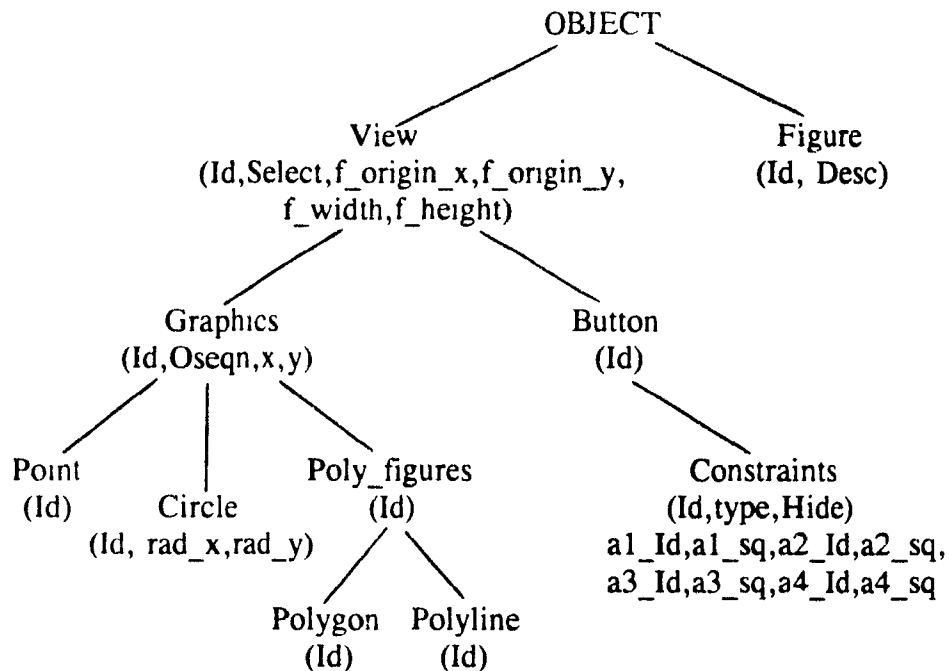 OBJECT
View
(Id,Select,f_origin_x,f_origin_y,
f_width,f_height)
Figure
(Id, Desc)
Graphics
(Id,Oseqn,x,y)
Button
(Id)
Point
(Id)
Circle
(Id, rad_x,rad_y)
Poly_figures
(Id)
Constraints
(Id,type,Hide)
a1_Id,a1_sq,a2_Id,a2_sq,
a3_Id,a3_sq,a4_Id,a4_sq
Polygon
(Id)
Polyline
(Id)